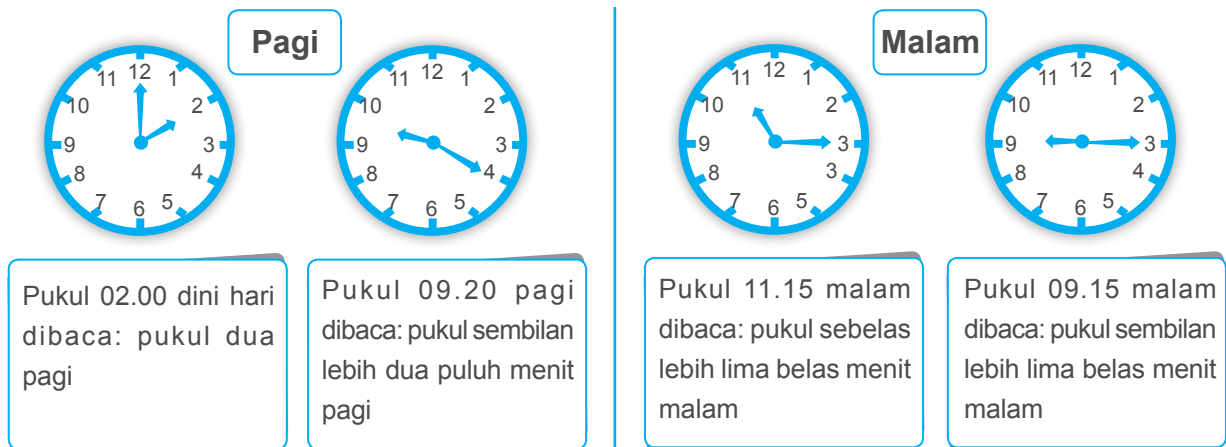 Pagi
Malam
11 12 1
10 2
9 3
8 4
7 6 5
11 12 1
10 2
9 3
8 4
7 6 5
11 12 1
10 2
9 3
8 3
7 6 5
11 12 1
10 2
9 3
8 4
7 6 5
Pukul 02.00 dini hari
dibaca: pukul dua
pagi
Pukul 09.20 pagi
dibaca: pukul sembilan
lebih dua puluh menit
pagi
Pukul 11.15 malam
dibaca: pukul sebelas
lebih lima belas menit
malam
Pukul 09.15 malam
dibaca: pukul sembilan
lebih lima belas menit
malam